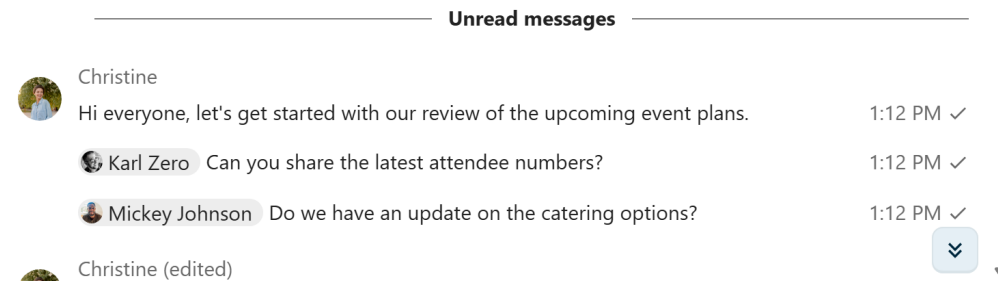 Unread messages
Christine
Hi everyone, let's get started with our review of the upcoming event plans. 1:12 PM
Karl Zero Can you share the latest attendee numbers? 1:12 PM
Mickey Johnson Do we have an update on the catering options? 1:12 PM
Christine (edited)